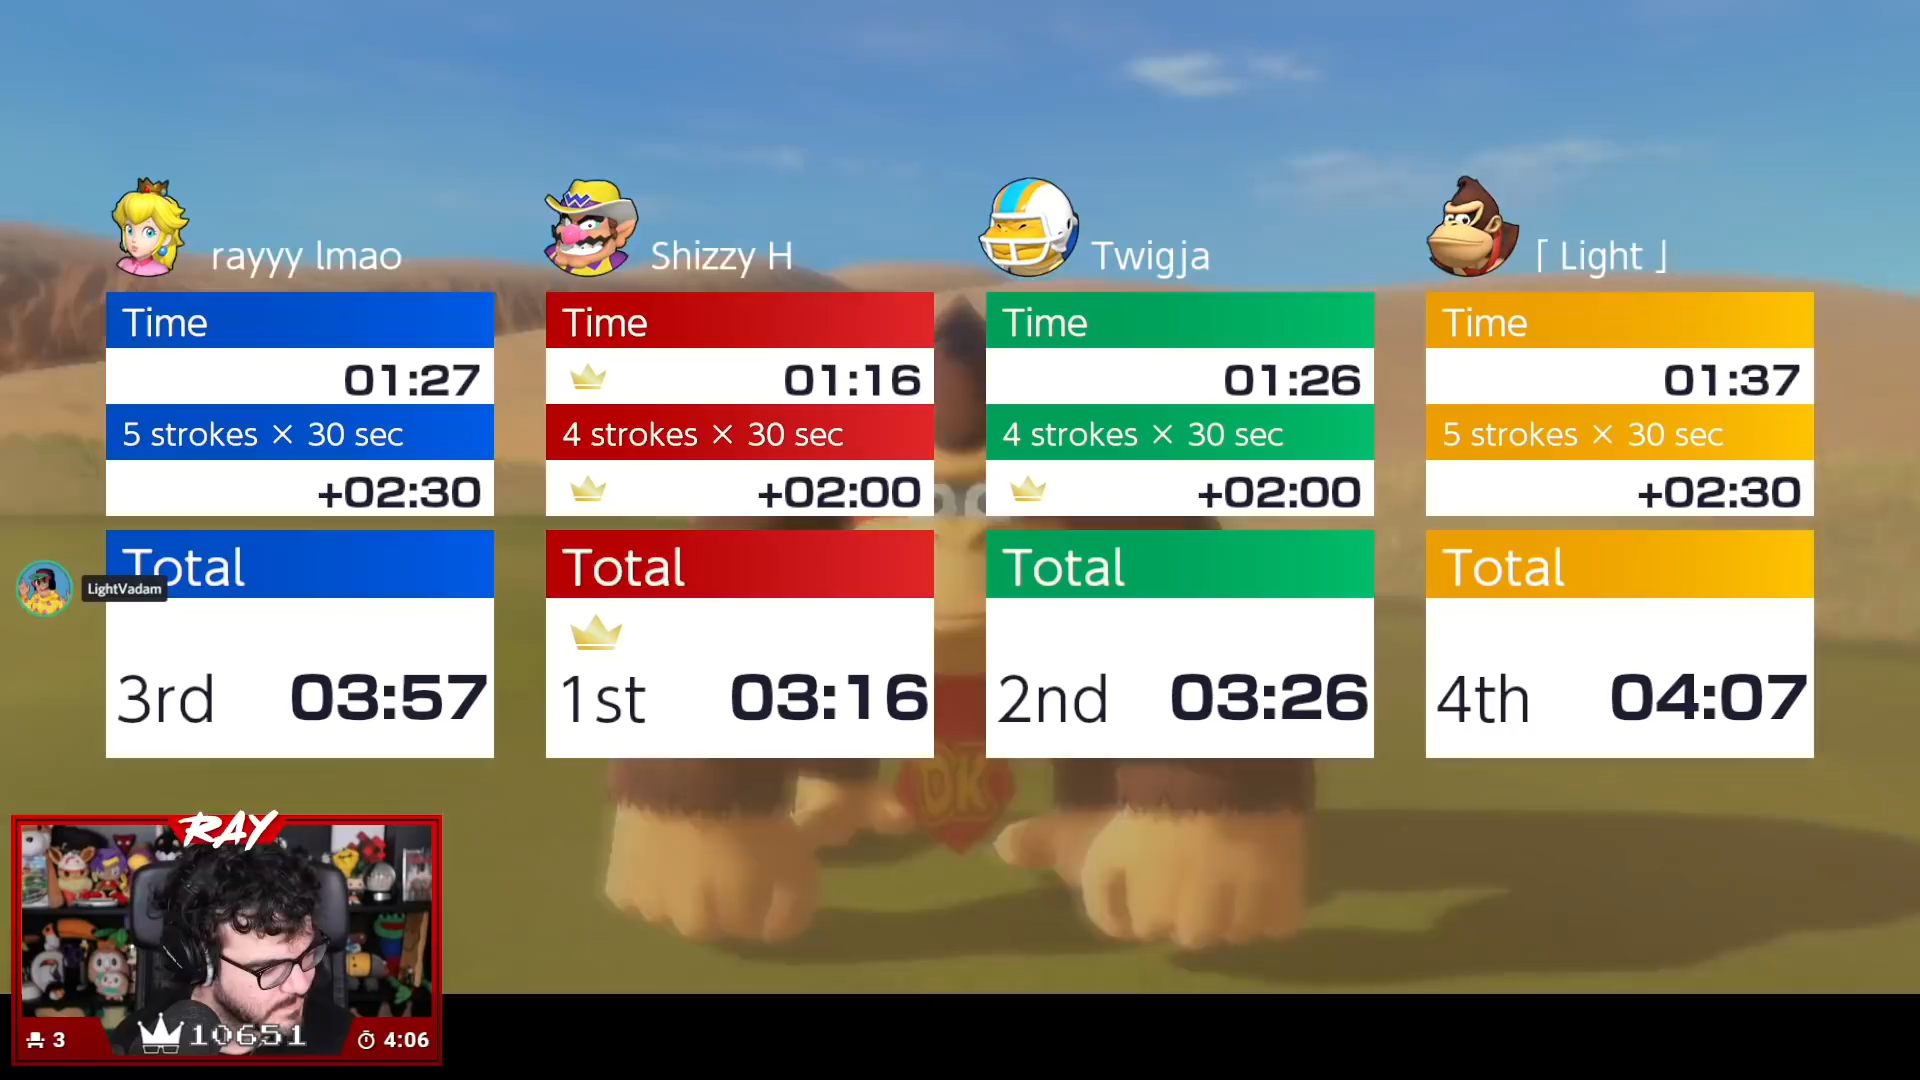 rayyy lmao
Time
01:27
5 strokes × 30 sec
+02:30
Total
3rd 03:57
Shizzy H
Time
01:16
4 strokes × 30 sec
+02:00
Total
1st 03:16
Twigja
Time
01:26
4 strokes × 30 sec
+02:00
Total
2nd 03:26
「 Light 」
Time
01:37
5 strokes × 30 sec
+02:30
Total
4th 04:07
LightVadam
DK
RAY
3
10651
4:06